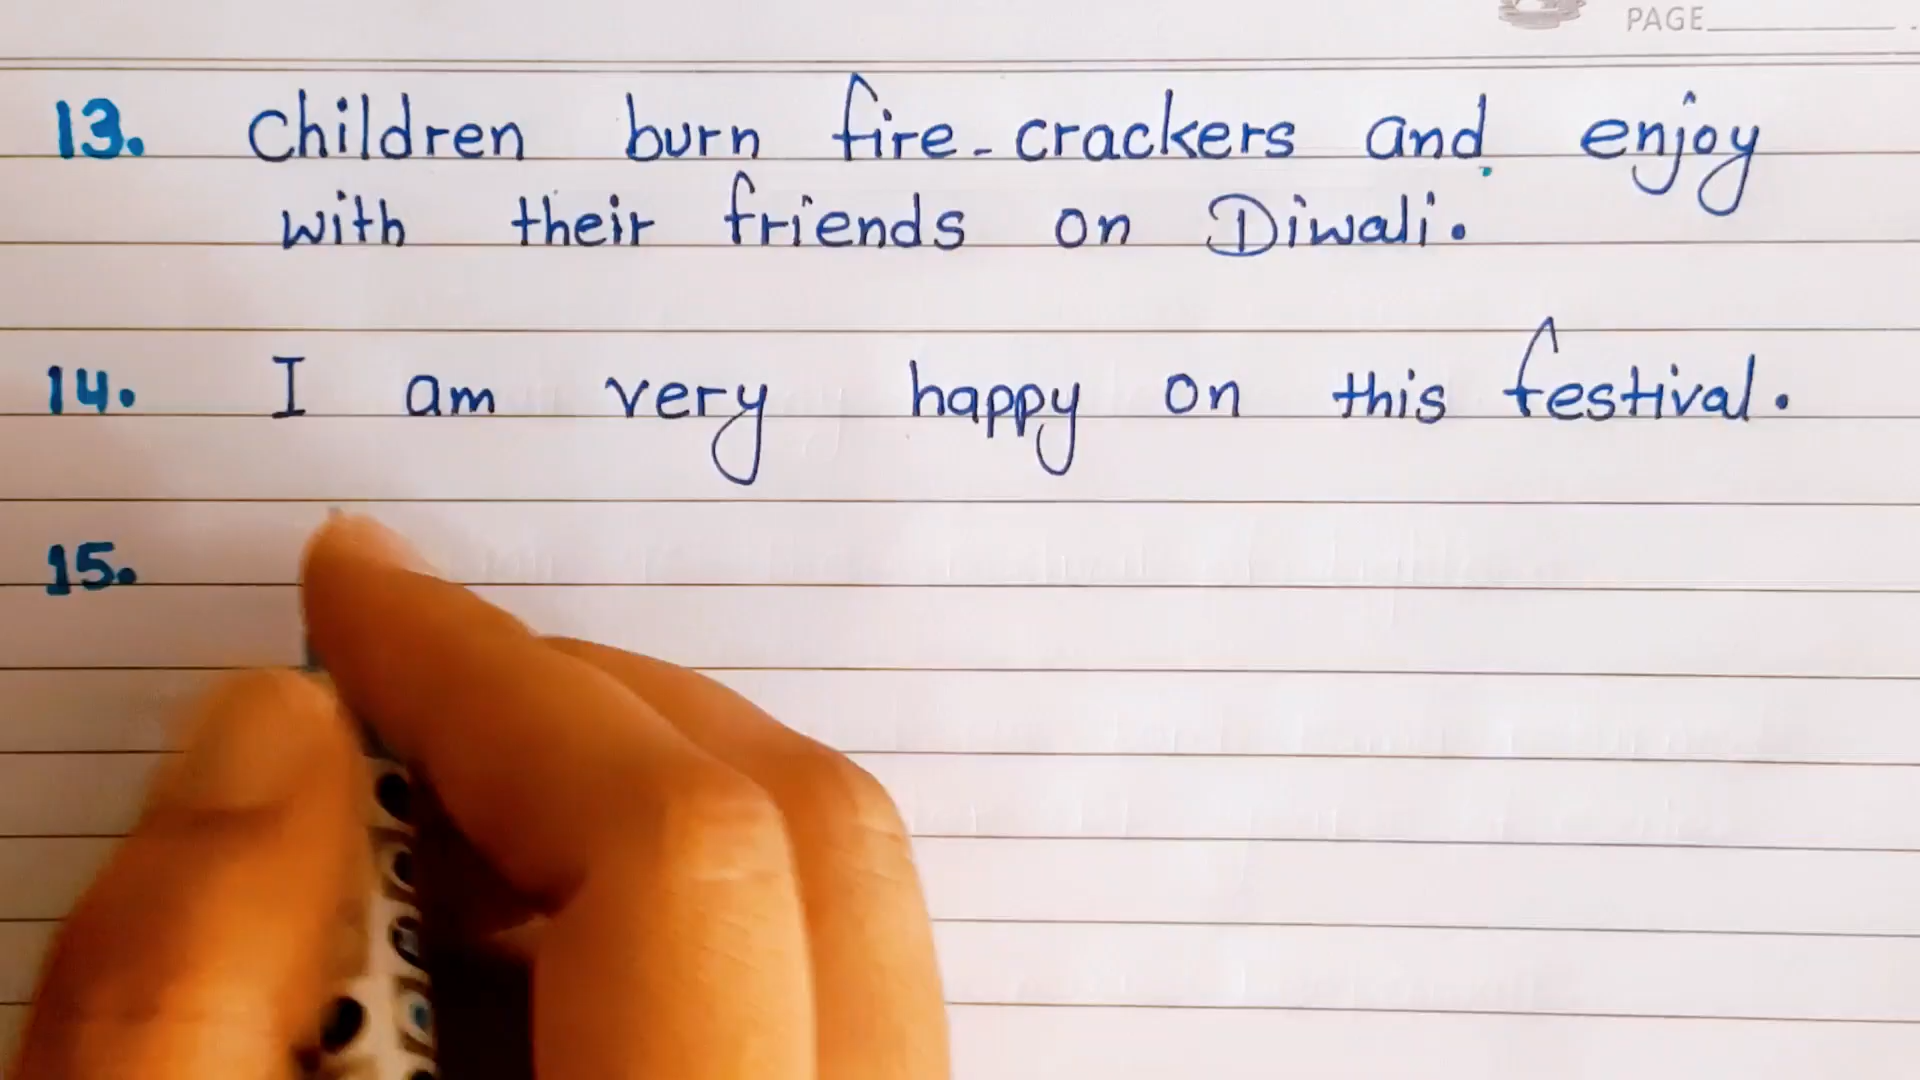 PAGE
13. Children burn fire-crackers and enjoy
with their friends on Diwali.
14. I am very happy on this festival.
15.